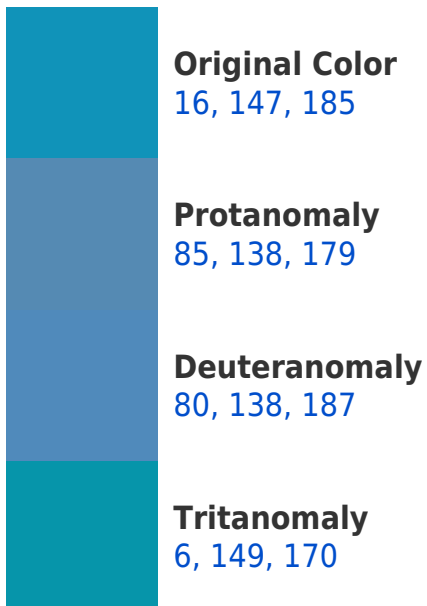 Original Color
16, 147, 185
Protanomaly
85, 138, 179
Deuteranomaly
80, 138, 187
Tritanomaly
6, 149, 170